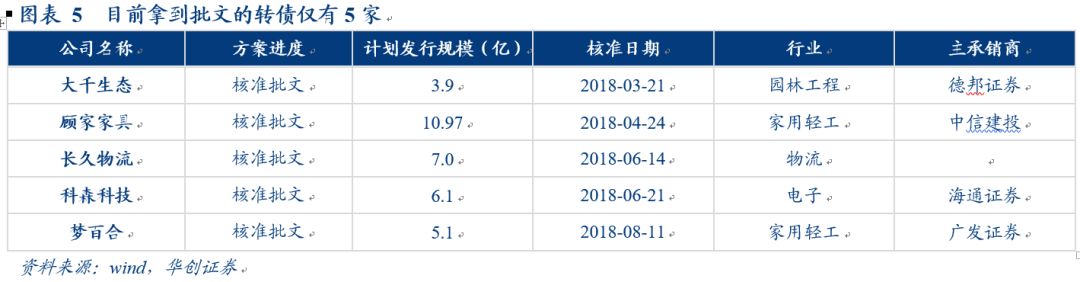 图表 5 目前拿到批文的转债仅有 5 家
公司名称 方案进度 计划发行规模（亿） 核准日期 行业 主承销商
大千生态 核准批文 3.9 2018-03-21 园林工程 德邦证券
顾家家具 核准批文 10.97 2018-04-24 家用轻工 中信建投
长久物流 核准批文 7.0 2018-06-14 物流
科森科技 核准批文 6.1 2018-06-21 电子 海通证券
梦百合 核准批文 5.1 2018-08-11 家用轻工 广发证券
资料来源：wind，华创证券